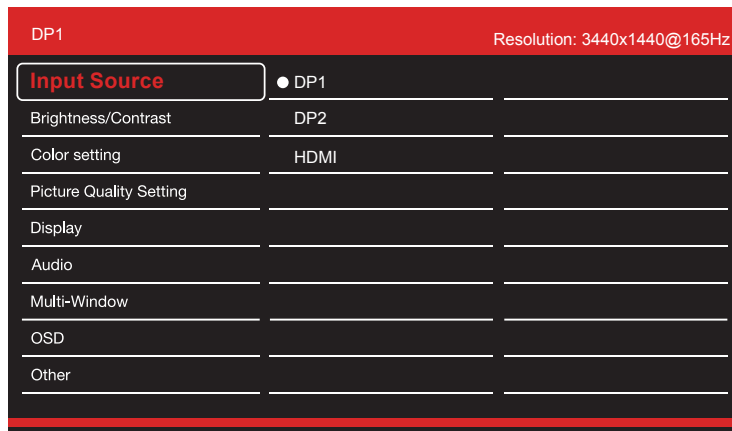 DP1
Resolution: 3440x1440@165Hz
Input Source
DP1
Brightness/Contrast
DP2
Color setting
HDMI
Picture Quality Setting
Display
Audio
Multi-Window
OSD
Other